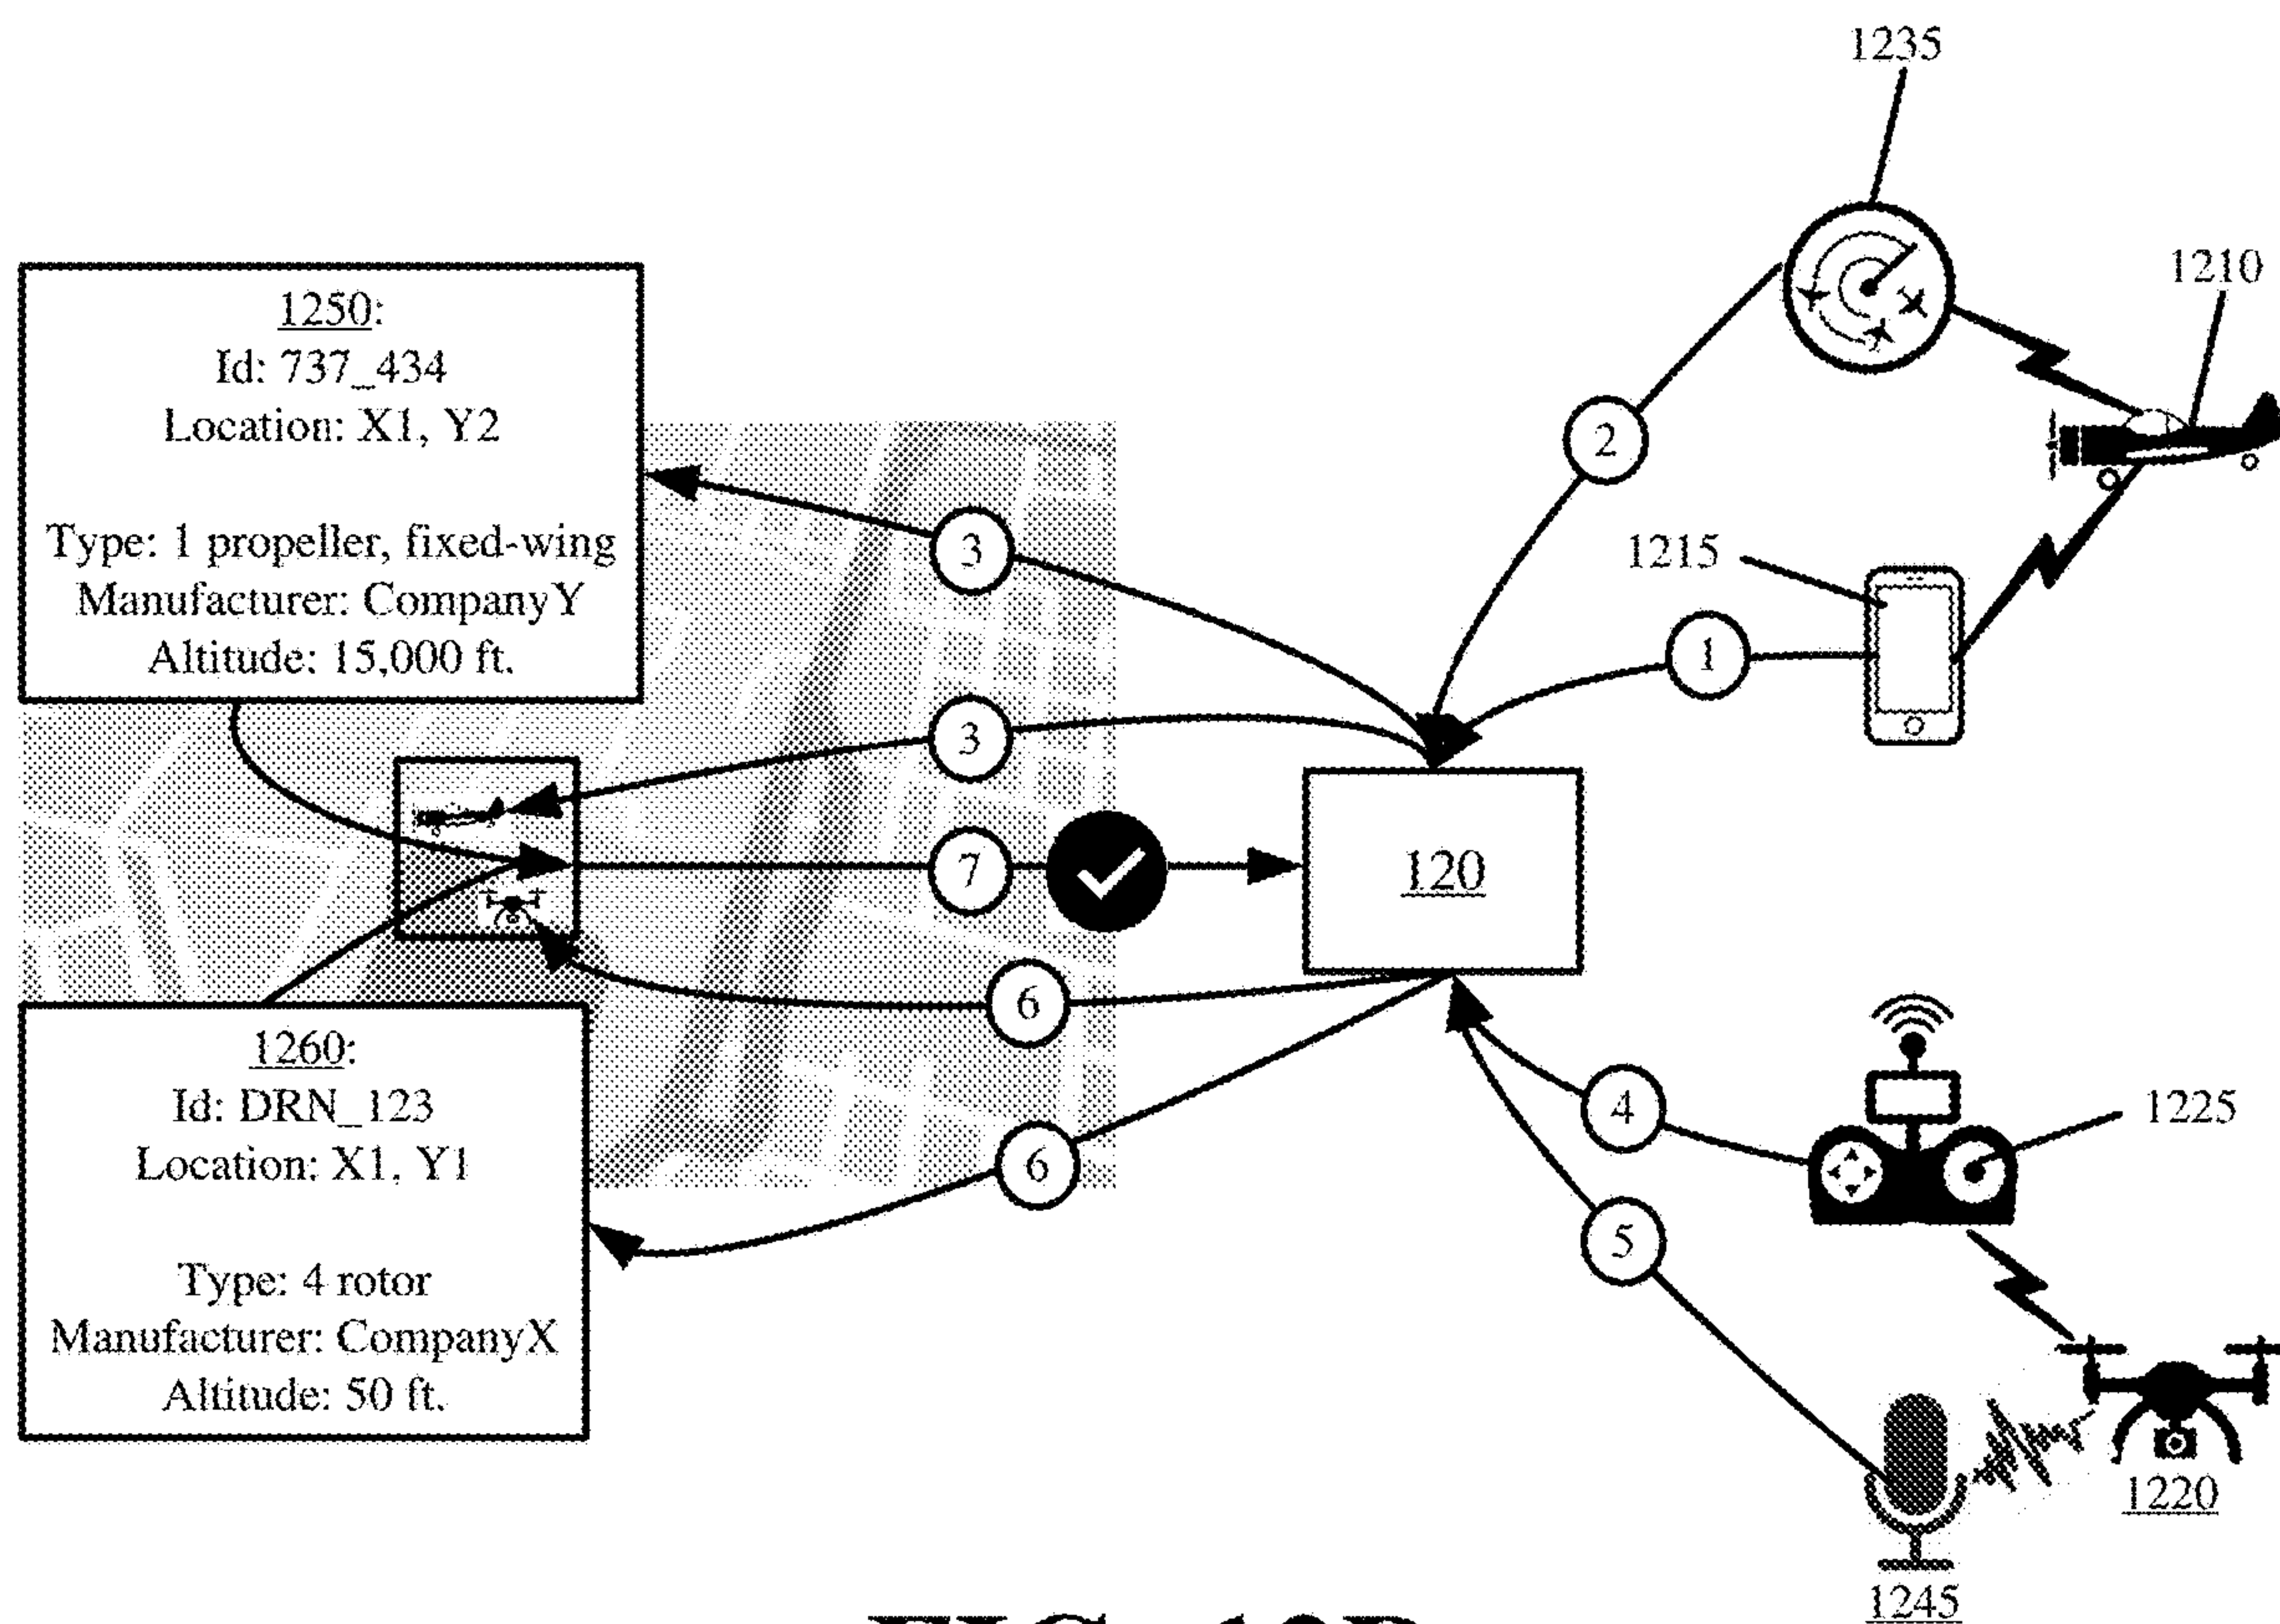 1235
1210
1250:
Id: 737_434
Location: X1, Y2
Type: 1 propeller, fixed-wing
Manufacturer: CompanyY
Altitude: 15,000 ft.
2
3
1215
1
3
7
120
6
1260:
Id: DRN_123
Location: X1, Y1
Type: 4 rotor
Manufacturer: CompanyX
Altitude: 50 ft.
6
4
1225
5
1220
1245